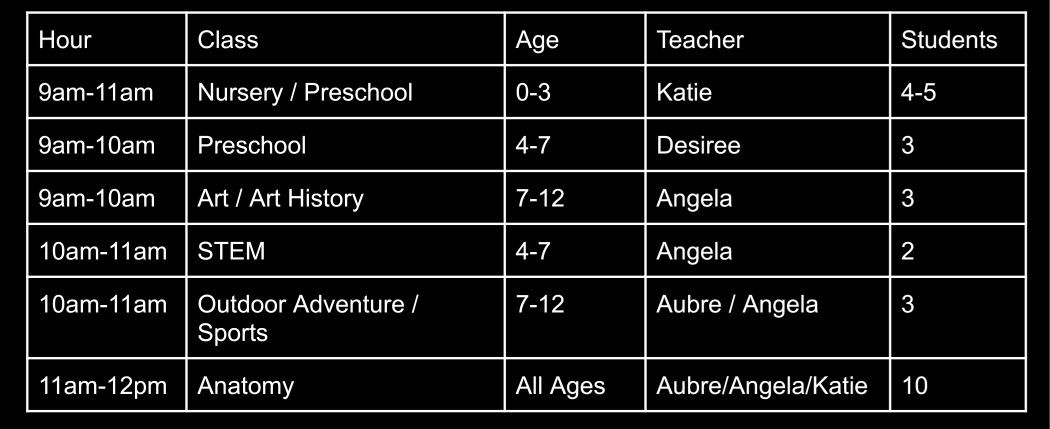 Hour Class Age Teacher Students
9am-11am Nursery / Preschool 0-3 Katie 4-5
9am-10am Preschool 4-7 Desiree 3
9am-10am Art / Art History 7-12 Angela 3
10am-11am STEM 4-7 Angela 2
10am-11am Outdoor Adventure / 7-12 Aubre / Angela 3
Sports
11am-12pm Anatomy All Ages Aubre/Angela/Katie 10